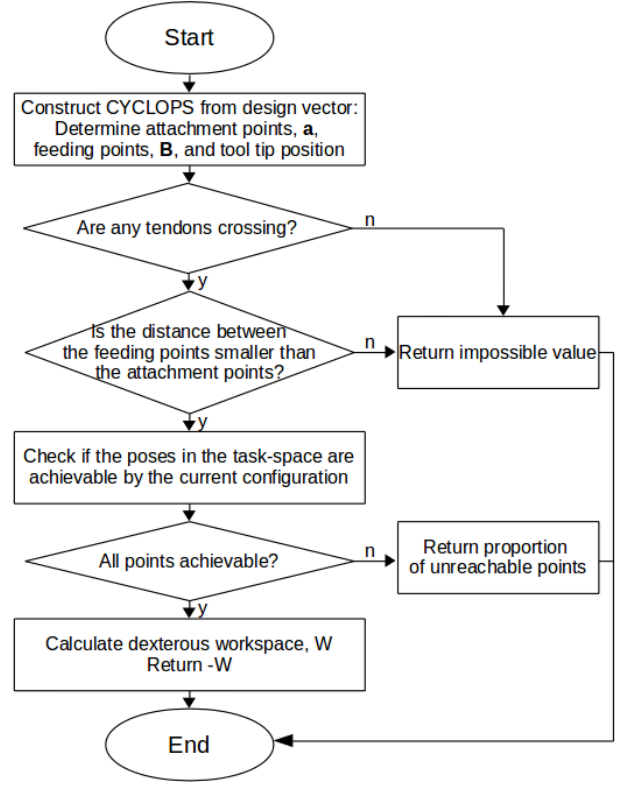 Start
Construct CYCLOPS from design vector:
Determine attachment points, a,
feeding points, B, and tool tip position
Are any tendons crossing?
n
y
Is the distance between
the feeding points smaller than
the attachment points?
n
Return impossible value
y
Check if the poses in the task-space are
achievable by the current configuration
All points achievable?
n
Return proportion
of unreachable points
y
Calculate dexterous workspace, W
Return -W
End